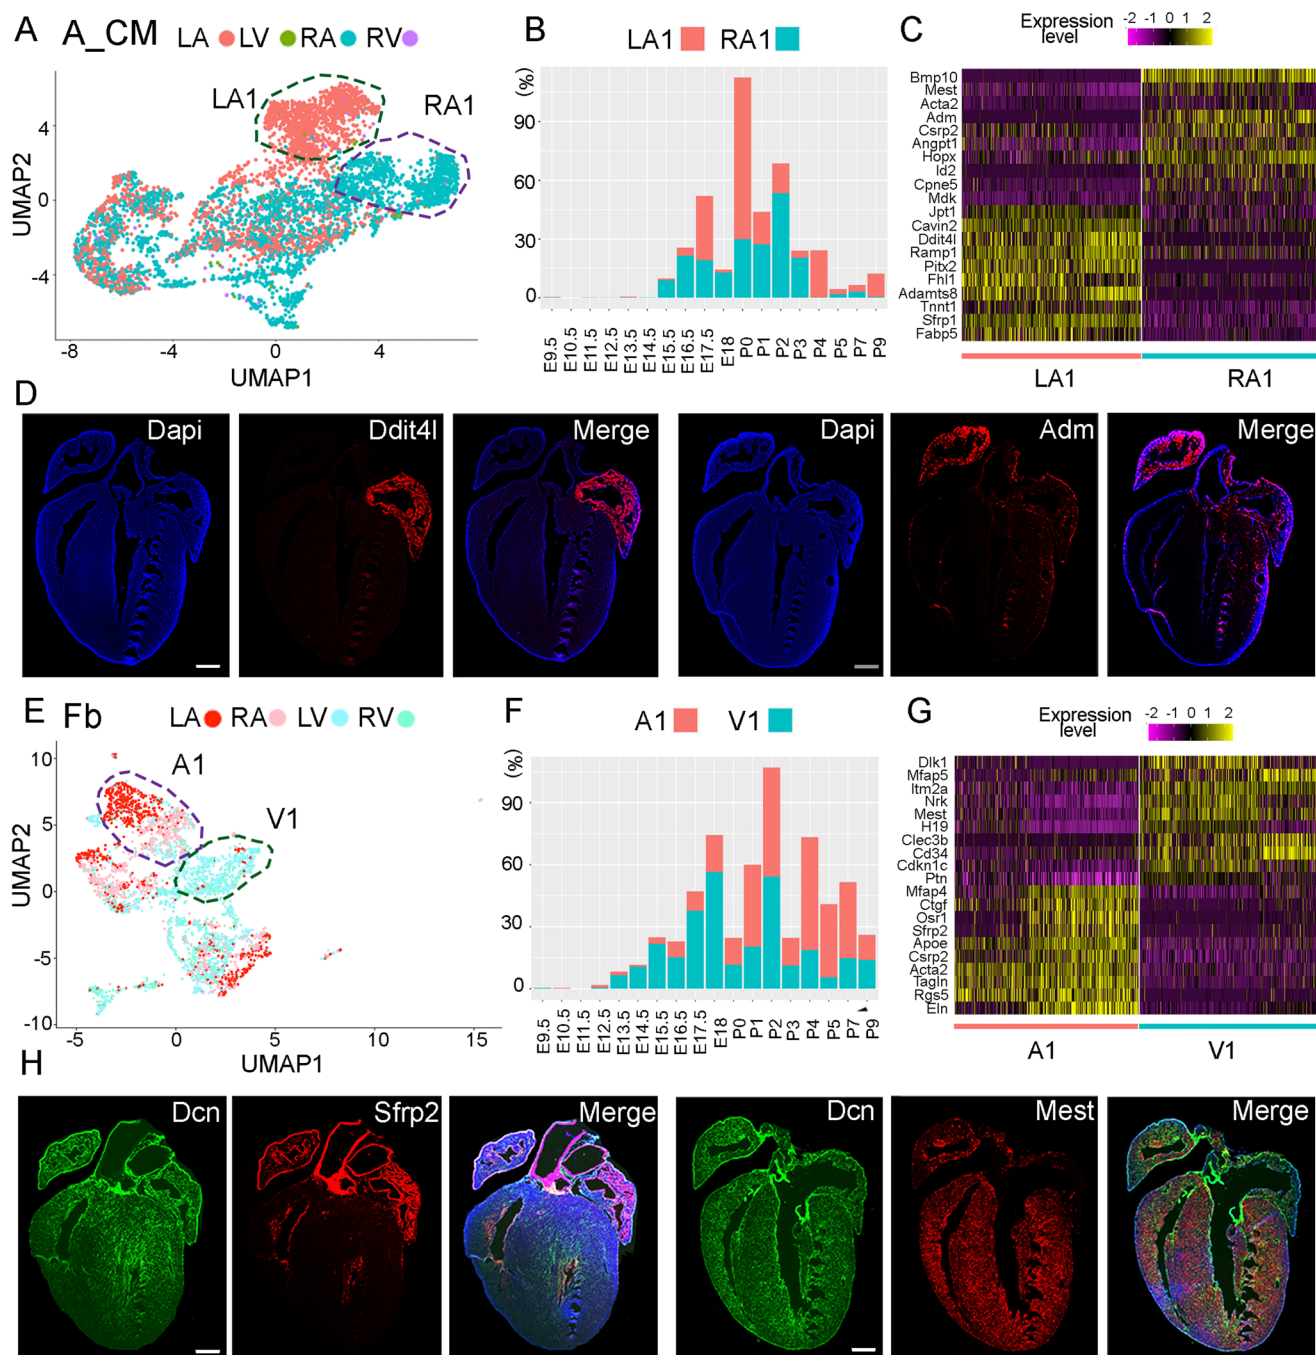 A A_CM LA LV RA RV
LA1
RA1
UMAP2
4
0
-4
-8 -4 0 4
UMAP1
B LA1 RA1
(%)
90
60
30
0
E9.5
E10.5
E11.5
E13.5
E14.5
E15.5
E16.5
E17.5
E18
P0
P1
P2
P3
P4
P5
P7
P9
C Expression level
-2 -1 0 1 2
Bmp10
Mest
Acta2
Adm
Csrp2
Angpt1
Hopx
Id2
Cpne5
Mdk
Jpt1
Cavin2
Ddit4l
Ramp1
Pitx2
Fhl1
Adamts8
Tnnt1
Sfrp1
Fabp5
LA1 RA1
D
Dapi Ddit4l Merge Dapi Adm Merge
E Fb LA RA LV RV
A1
V1
UMAP2
10
5
0
-5
-10
-5 0 5 10 15
UMAP1
F A1 V1
(%)
90
60
30
0
E9.5
E10.5
E11.5
E12.5
E13.5
E14.5
E15.5
E16.5
E17.5
E18
P0
P1
P2
P3
P4
P5
P7
P9
G Expression level
-2 -1 0 1 2
Dlk1
Mfap5
Itm2a
Nrk
Mest
H19
Clec3b
Cd34
Cdkn1c
Ptn
Mfap4
Ctgf
Osr1
Sfrp2
Apoe
Csrp2
Acta2
Tagln
Rgs5
Eln
A1 V1
H
Dcn Sfrp2 Merge Dcn Mest Merge